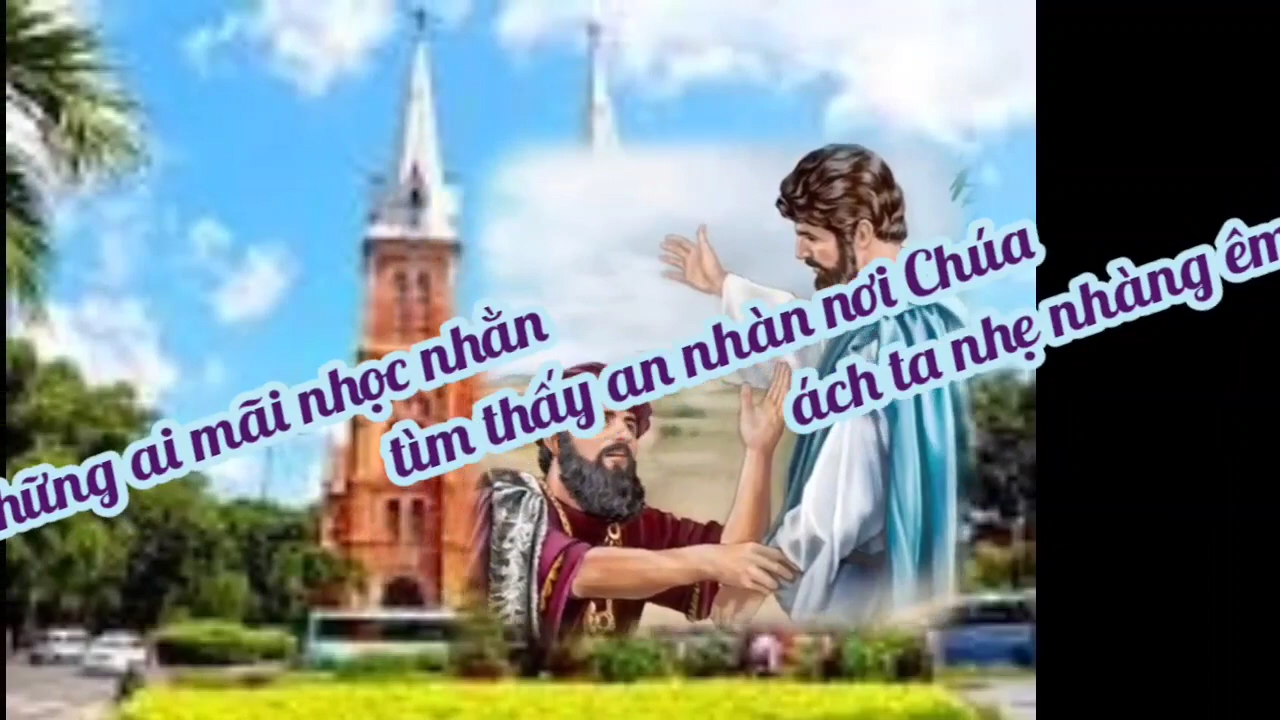 hững ai mãi nhọc nhằn
tìm thấy an nhàn nơi Chúa
ách ta nhẹ nhàng êm